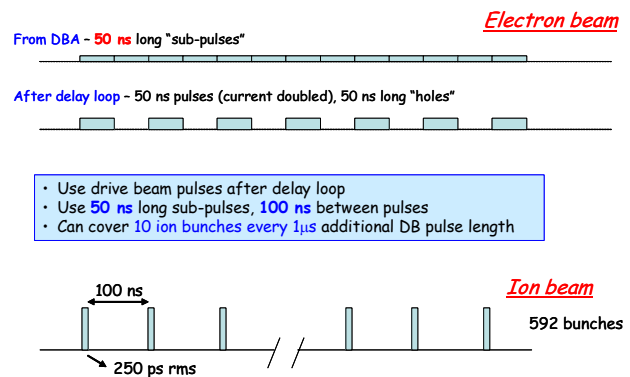 Electron beam
From DBA – 50 ns long “sub-pulses”
After delay loop – 50 ns pulses (current doubled), 50 ns long “holes”
• Use drive beam pulses after delay loop
• Use 50 ns long sub-pulses, 100 ns between pulses
• Can cover 10 ion bunches every 1μs additional DB pulse length
Ion beam
100 ns
592 bunches
250 ps rms